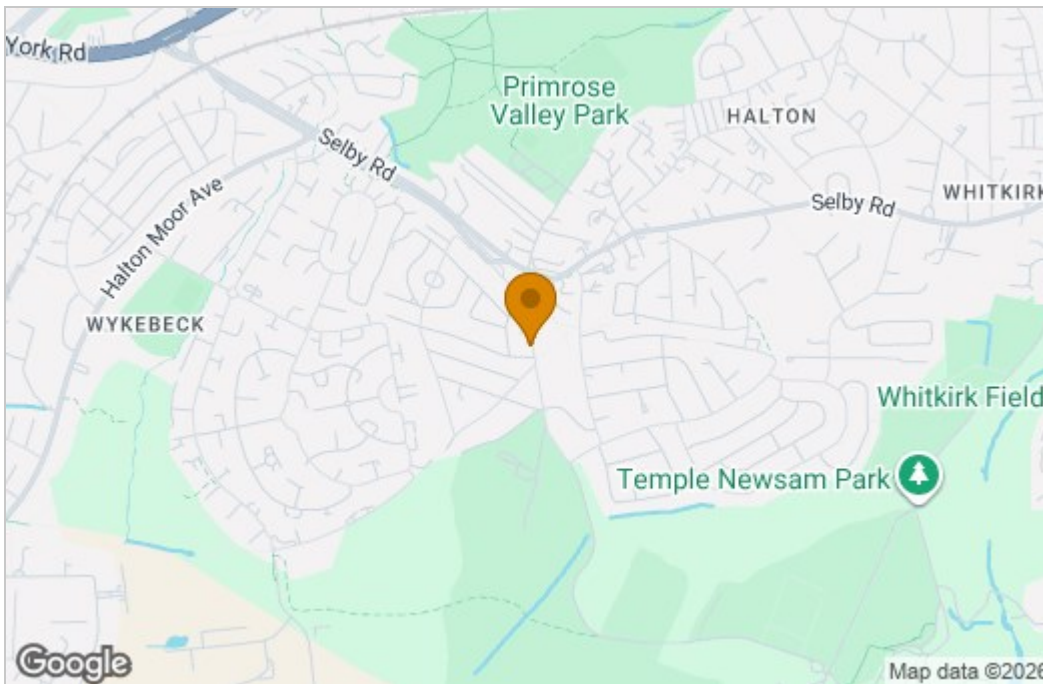 York Rd
Primrose
Valley Park
HALTON
Selby Rd
Halton Moor Ave
Selby Rd
WHITKIRK
WYKEBECK
Whitkirk Field
Temple Newsam Park
Google
Map data ©2026